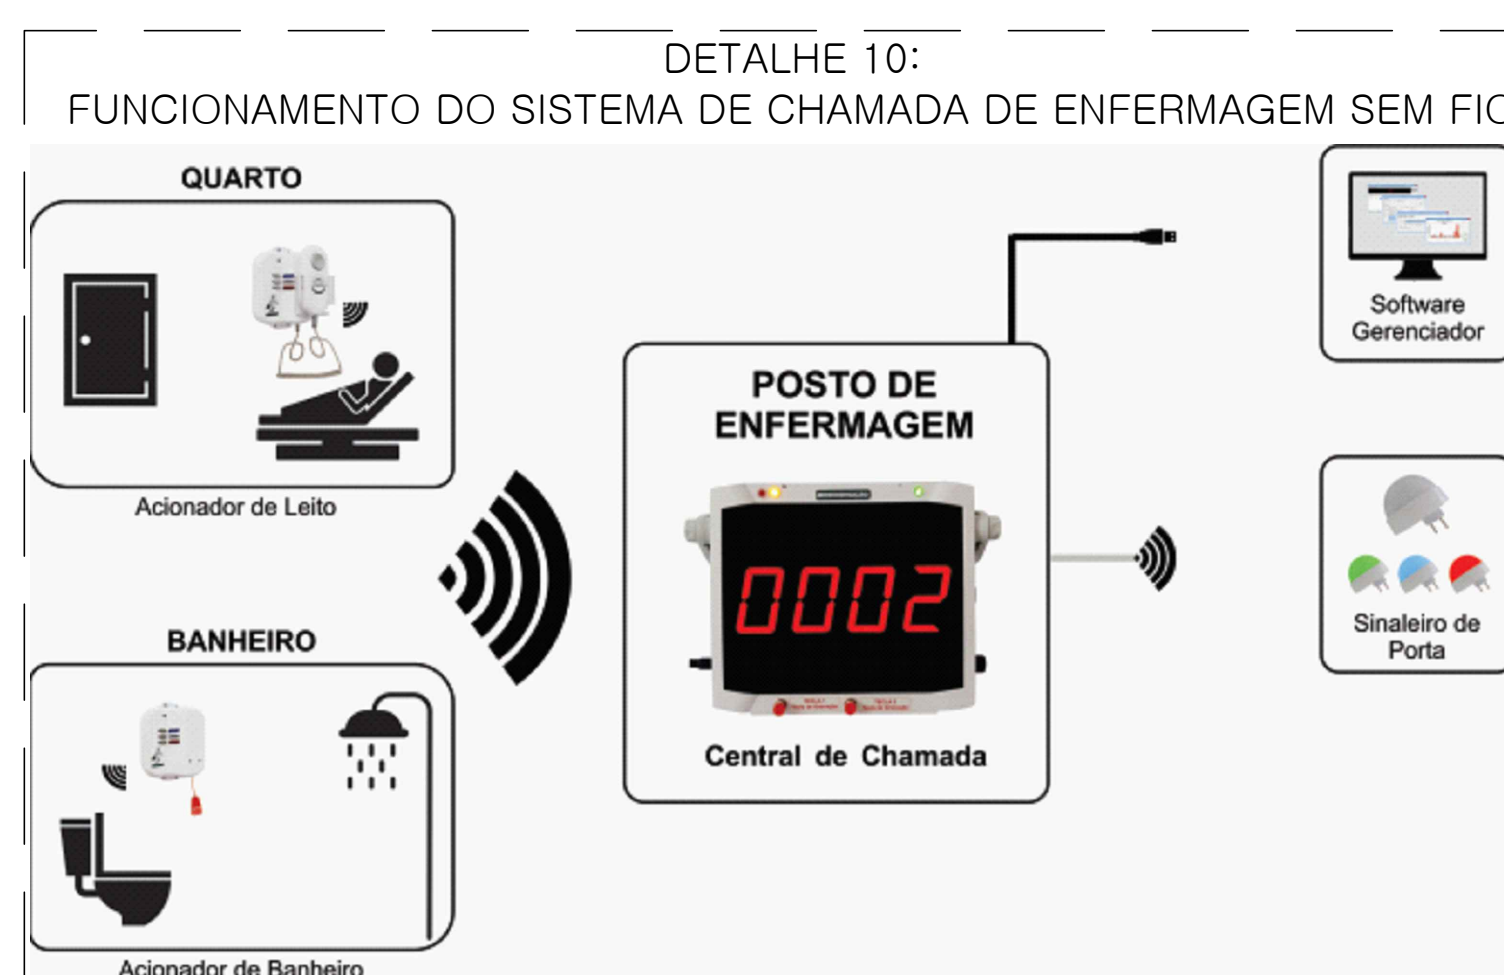 DETALHE 10:
FUNCIONAMENTO DO SISTEMA DE CHAMADA DE ENFERMAGEM SEM FIO
QUARTO
Acionador de Leito
BANHEIRO
Acionador de Banheiro
POSTO DE
ENFERMAGEM
0002
Central de Chamada
Software
Gerenciador
Sinaleiro de
Porta